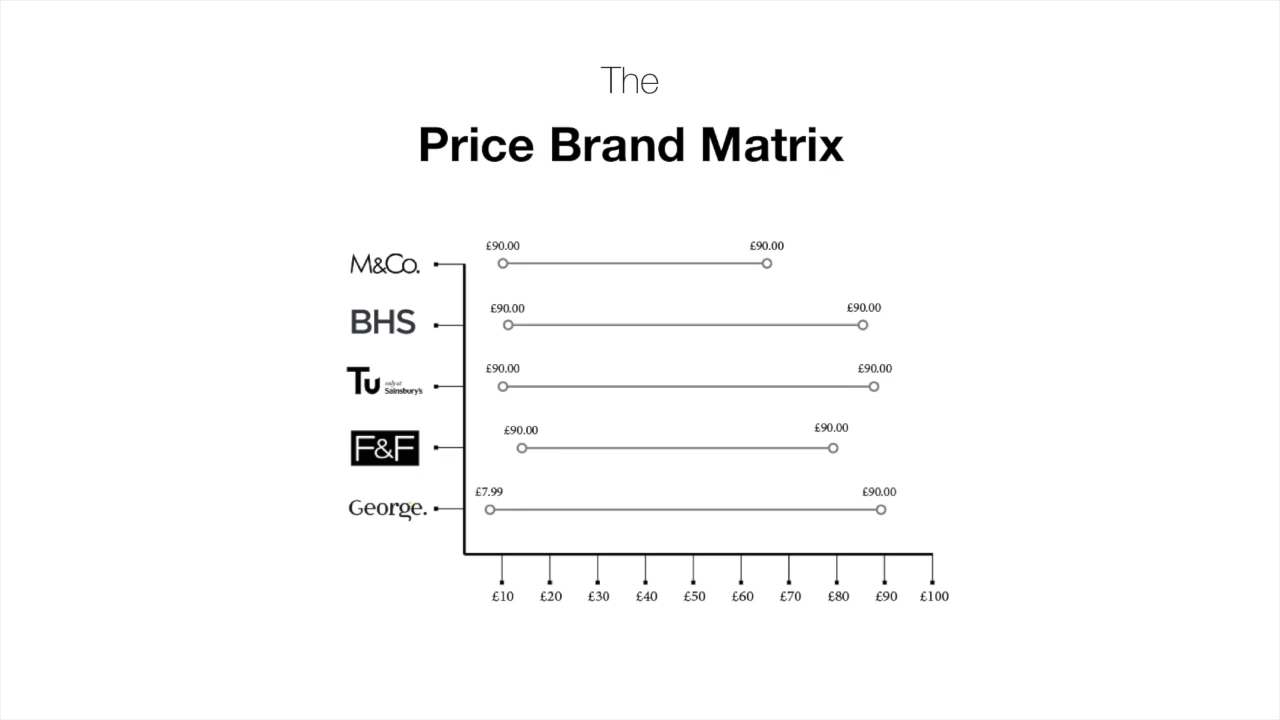 The
Price Brand Matrix
£90.00 £90.00
M&Co.
£90.00 £90.00
BHS
£90.00 £90.00
Tu only at Sainsbury's
£90.00 £90.00
F&F
£7.99 £90.00
George.
£10 £20 £30 £40 £50 £60 £70 £80 £90 £100